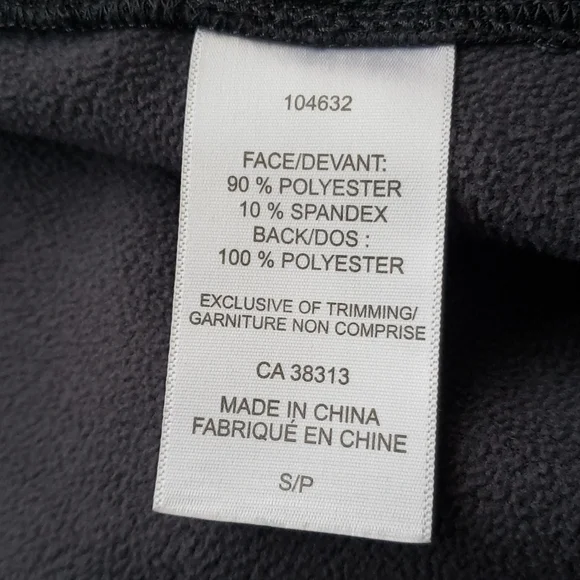 104632
FACE/DEVANT:
90 % POLYESTER
10 % SPANDEX
BACK/DOS :
100 % POLYESTER
EXCLUSIVE OF TRIMMING/
GARNITURE NON COMPRISE
CA 38313
MADE IN CHINA
FABRIQUÉ EN CHINE
S/P